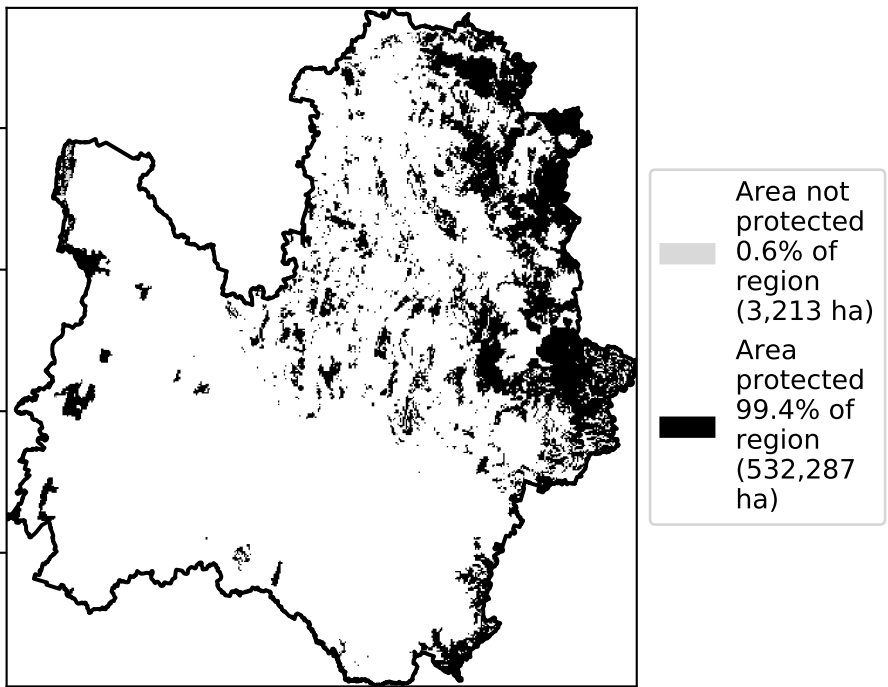 Area not
protected
0.6% of
region
(3,213 ha)
Area
protected
99.4% of
region
(532,287
ha)